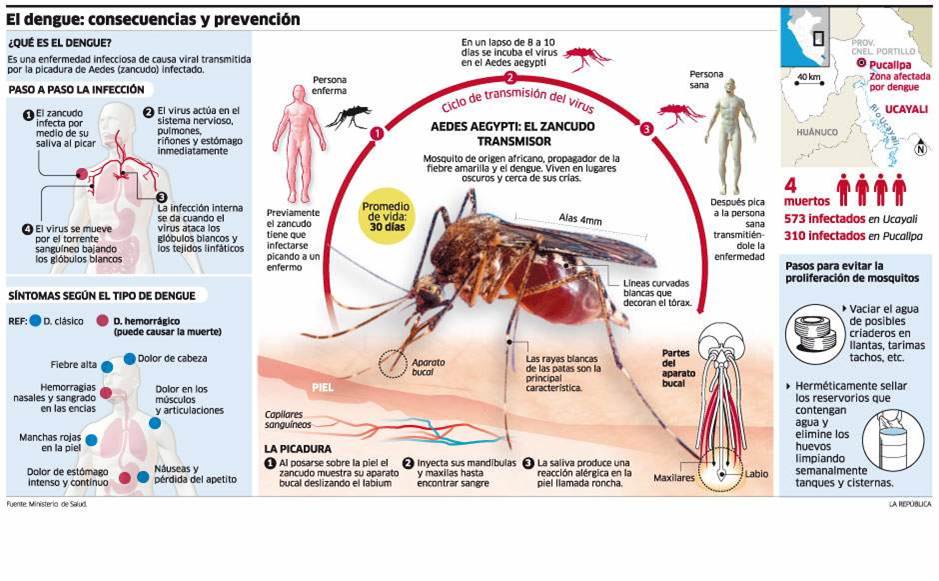 El dengue: consecuencias y prevención
¿QUÉ ES EL DENGUE?
Es una enfermedad infecciosa de causa viral transmitida
por la picadura de Aedes (zancudo) infectado.
PASO A PASO LA INFECCIÓN
1 El zancudo
infecta por
medio de su
saliva al picar
2 El virus actúa en el
sistema nervioso,
pulmones,
riñones y estómago
inmediatamente
3
La infección interna
se da cuando el
virus ataca los
glóbulos blancos y
los tejidos linfáticos
4 El virus se mueve
por el torrente
sanguíneo bajando
los glóbulos blancos
SÍNTOMAS SEGÚN EL TIPO DE DENGUE
REF: D. clásico
D. hemorrágico
(puede causar la muerte)
Fiebre alta
Dolor de cabeza
Hemorragias
nasales y sangrado
en las encias
Dolor en los
músculos
y articulaciones
Manchas rojas
en la piel
Dolor de estómago
intenso y contínuo
Náuseas y
pérdida del apetito
Fuente: Ministerio de Salud.
Persona
enferma
1
Previamente
el zancudo
tiene que
infectarse
picando a un
enfermo
En un lapso de 8 a 10
días se incuba el virus
en el Aedes aegypti
2
Ciclo de transmisión del virus
3
Persona
sana
Después pica
a la persona
sana
transmitién-
dole la
enfermedad
AEDES AEGYPTI: EL ZANCUDO
TRANSMISOR
Mosquito de origen africano, propagador de la
fiebre amarilla y el dengue. Viven en lugares
oscuros y cerca de sus crías.
Promedio
de vida:
30 días
Alas 4mm
Líneas curvadas
blancas que
decoran el tórax.
Aparato
bucal
Las rayas blancas
de las patas son la
principal
característica.
PIEL
Capilares
sanguíneos
Partes
del
aparato
bucal
Maxilares
Labio
LA PICADURA
1 Al posarse sobre la piel el
zancudo muestra su aparato
bucal deslizando el labium
2 Inyecta sus mandíbulas
y maxilas hasta
encontrar sangre
3 La saliva produce una
reacción alérgica en la
piel llamada roncha.
40 km
PROV.
CNEL. PORTILLO
Pucallpa
Zona afectada
por dengue
UCAYALI
Río Ucayali
HUÁNUCO
N
4
muertos
573 infectados en Ucayali
310 infectados en Pucallpa
Pasos para evitar la
proliferación de mosquitos
Vaciar el agua
de posibles
criaderos en
llantas, tarimas
tachos, etc.
Herméticamente sellar
los reservorios que
contengan
agua y
elimine los
huevos
limpiando
semanalmente
tanques y cisternas.
LA REPÚBLICA